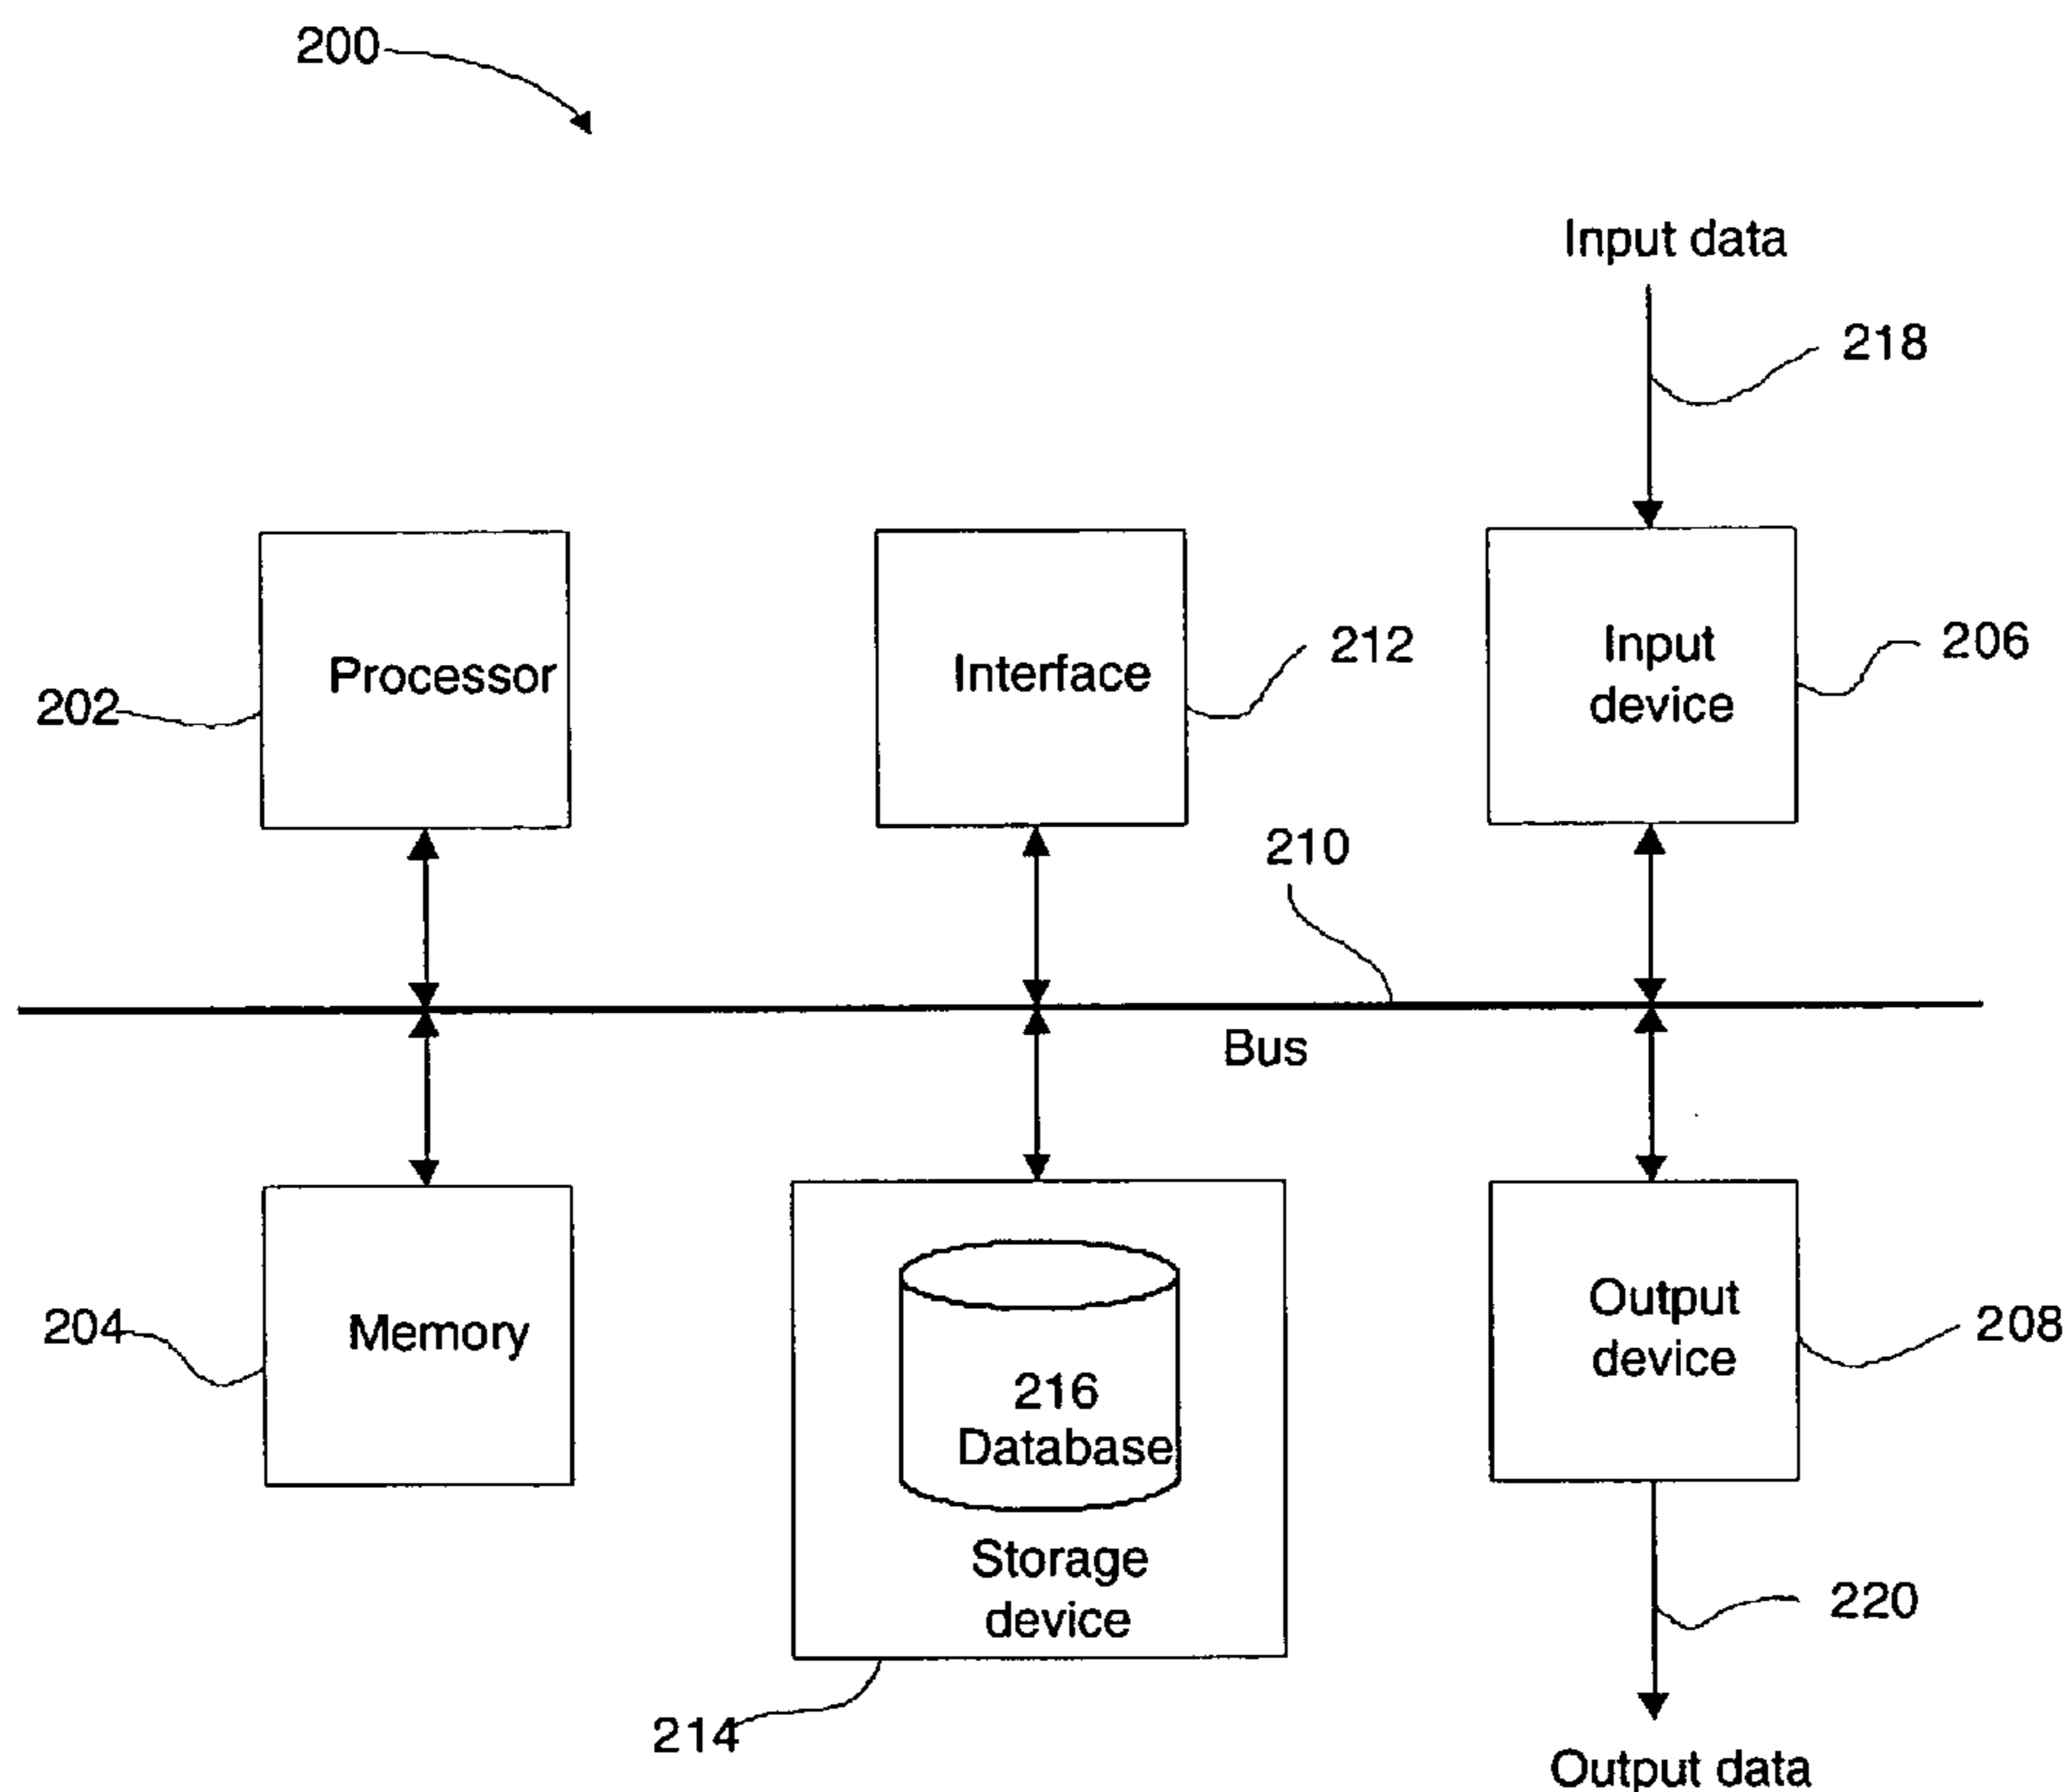 200
Input data
218
Processor
202
Interface
212
Input
device
206
210
Bus
Memory
204
216
Database
Storage
device
214
Output
device
208
220
Output data